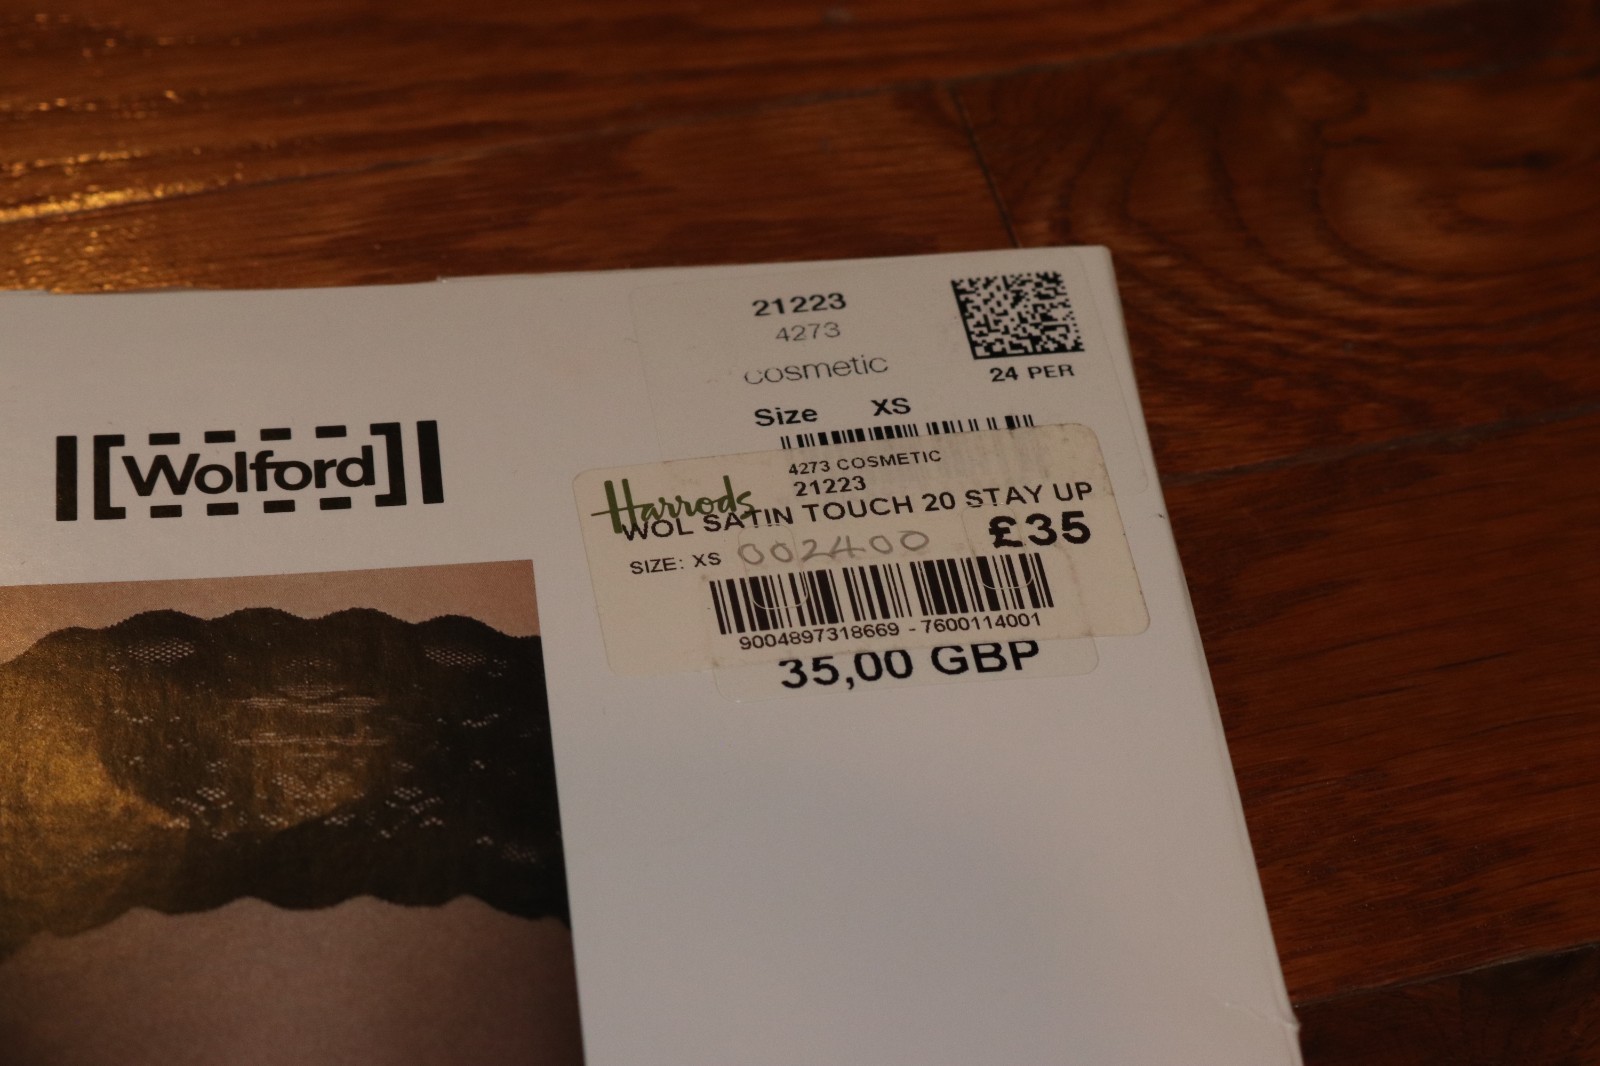 Wolford
21223
4273
cosmetic
24 PER
Size XS
Harrods
4273 COSMETIC
21223
WOL SATIN TOUCH 20 STAY UP
SIZE: XS
002400
£35
9004897318669 - 7600114001
35,00 GBP